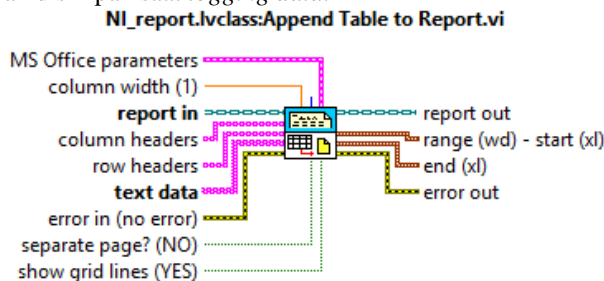 NI_report.lvclass:Append Table to Report.vi
MS Office parameters
column width (1)
report in
column headers
row headers
text data
error in (no error)
separate page? (NO)
show grid lines (YES)
report out
range (wd) - start (xl)
end (xl)
error out